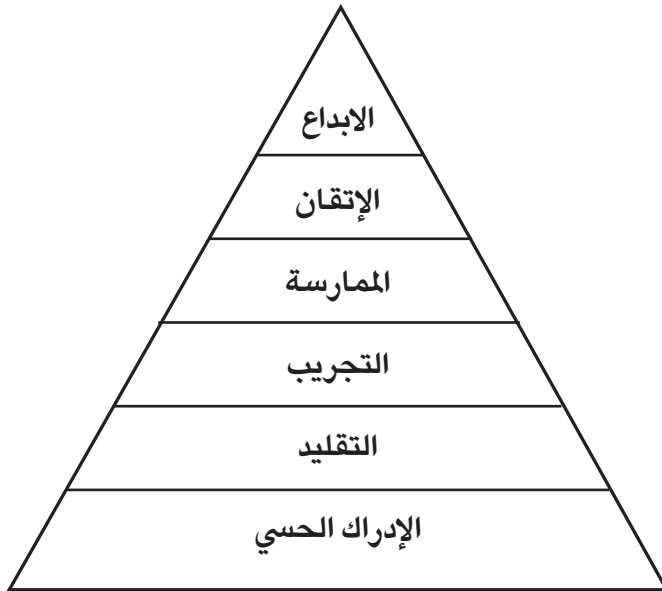 الابداع
الإتقان
الممارسة
التجريب
التقليد
الإدراك الحسي